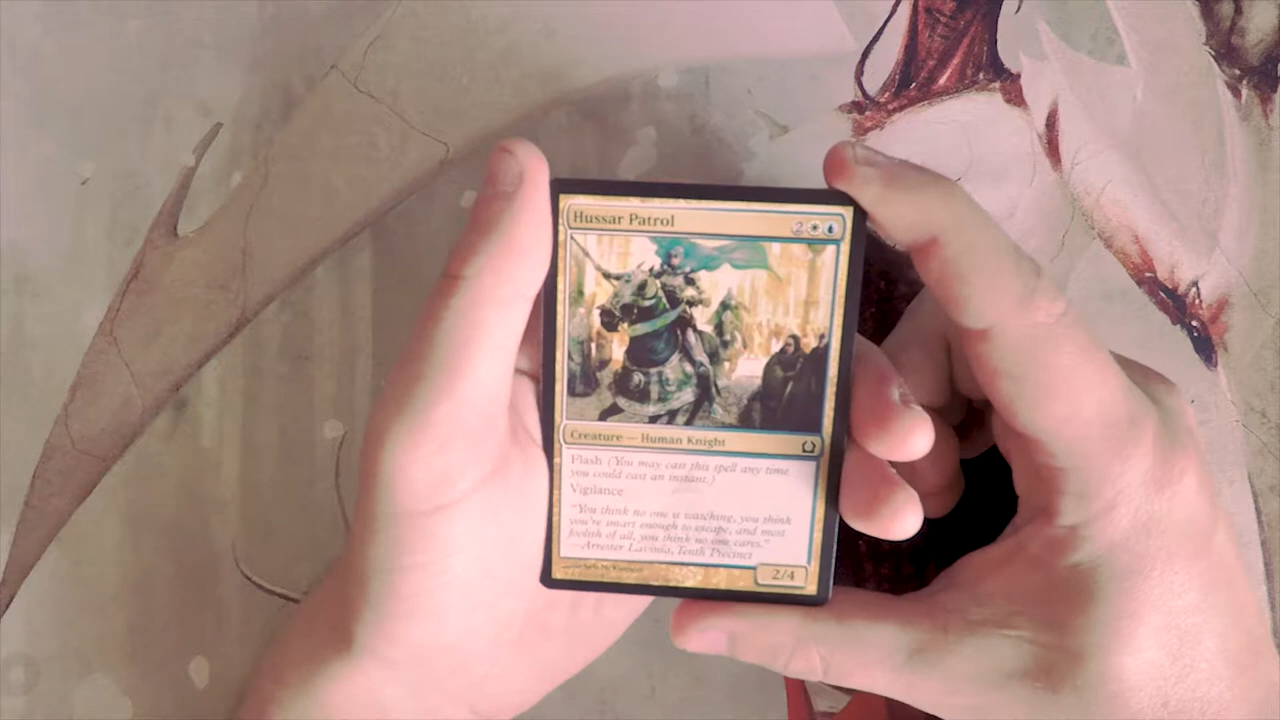 Hussar Patrol
2
Creature — Human Knight
Flash (You may cast this spell any time
you could cast an instant.)
Vigilance
"You think no one is watching, you think
you're smart enough to escape, and most
foolish of all, you think no one cares."
—Arrester Lavinia, Tenth Precinct
2/4